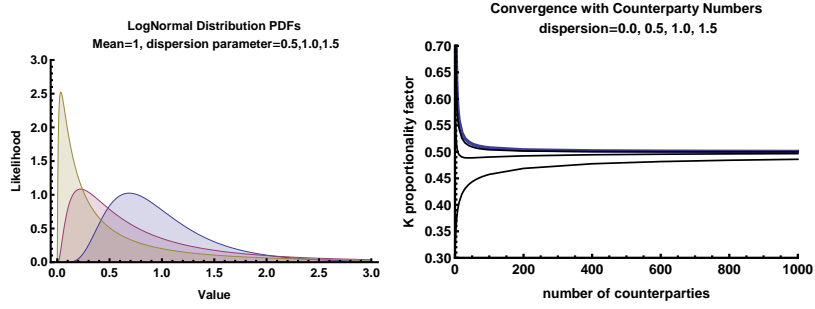 LogNormal Distribution PDFs
Mean=1, dispersion parameter=0.5,1.0,1.5
3.0
2.5
2.0
1.5
1.0
0.5
0.0
Likelihood
0.0 0.5 1.0 1.5 2.0 2.5 3.0
Value
Convergence with Counterparty Numbers
dispersion=0.0, 0.5, 1.0, 1.5
0.70
0.65
0.60
0.55
0.50
0.45
0.40
0.35
0.30
K proportionality factor
0 200 400 600 800 1000
number of counterparties